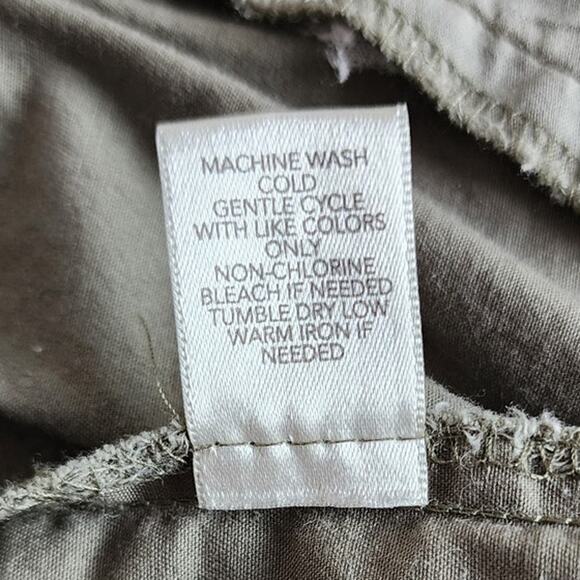 MACHINE WASH
COLD
GENTLE CYCLE
WITH LIKE COLORS
ONLY
NON-CHLORINE
BLEACH IF NEEDED
TUMBLE DRY LOW
WARM IRON IF
NEEDED